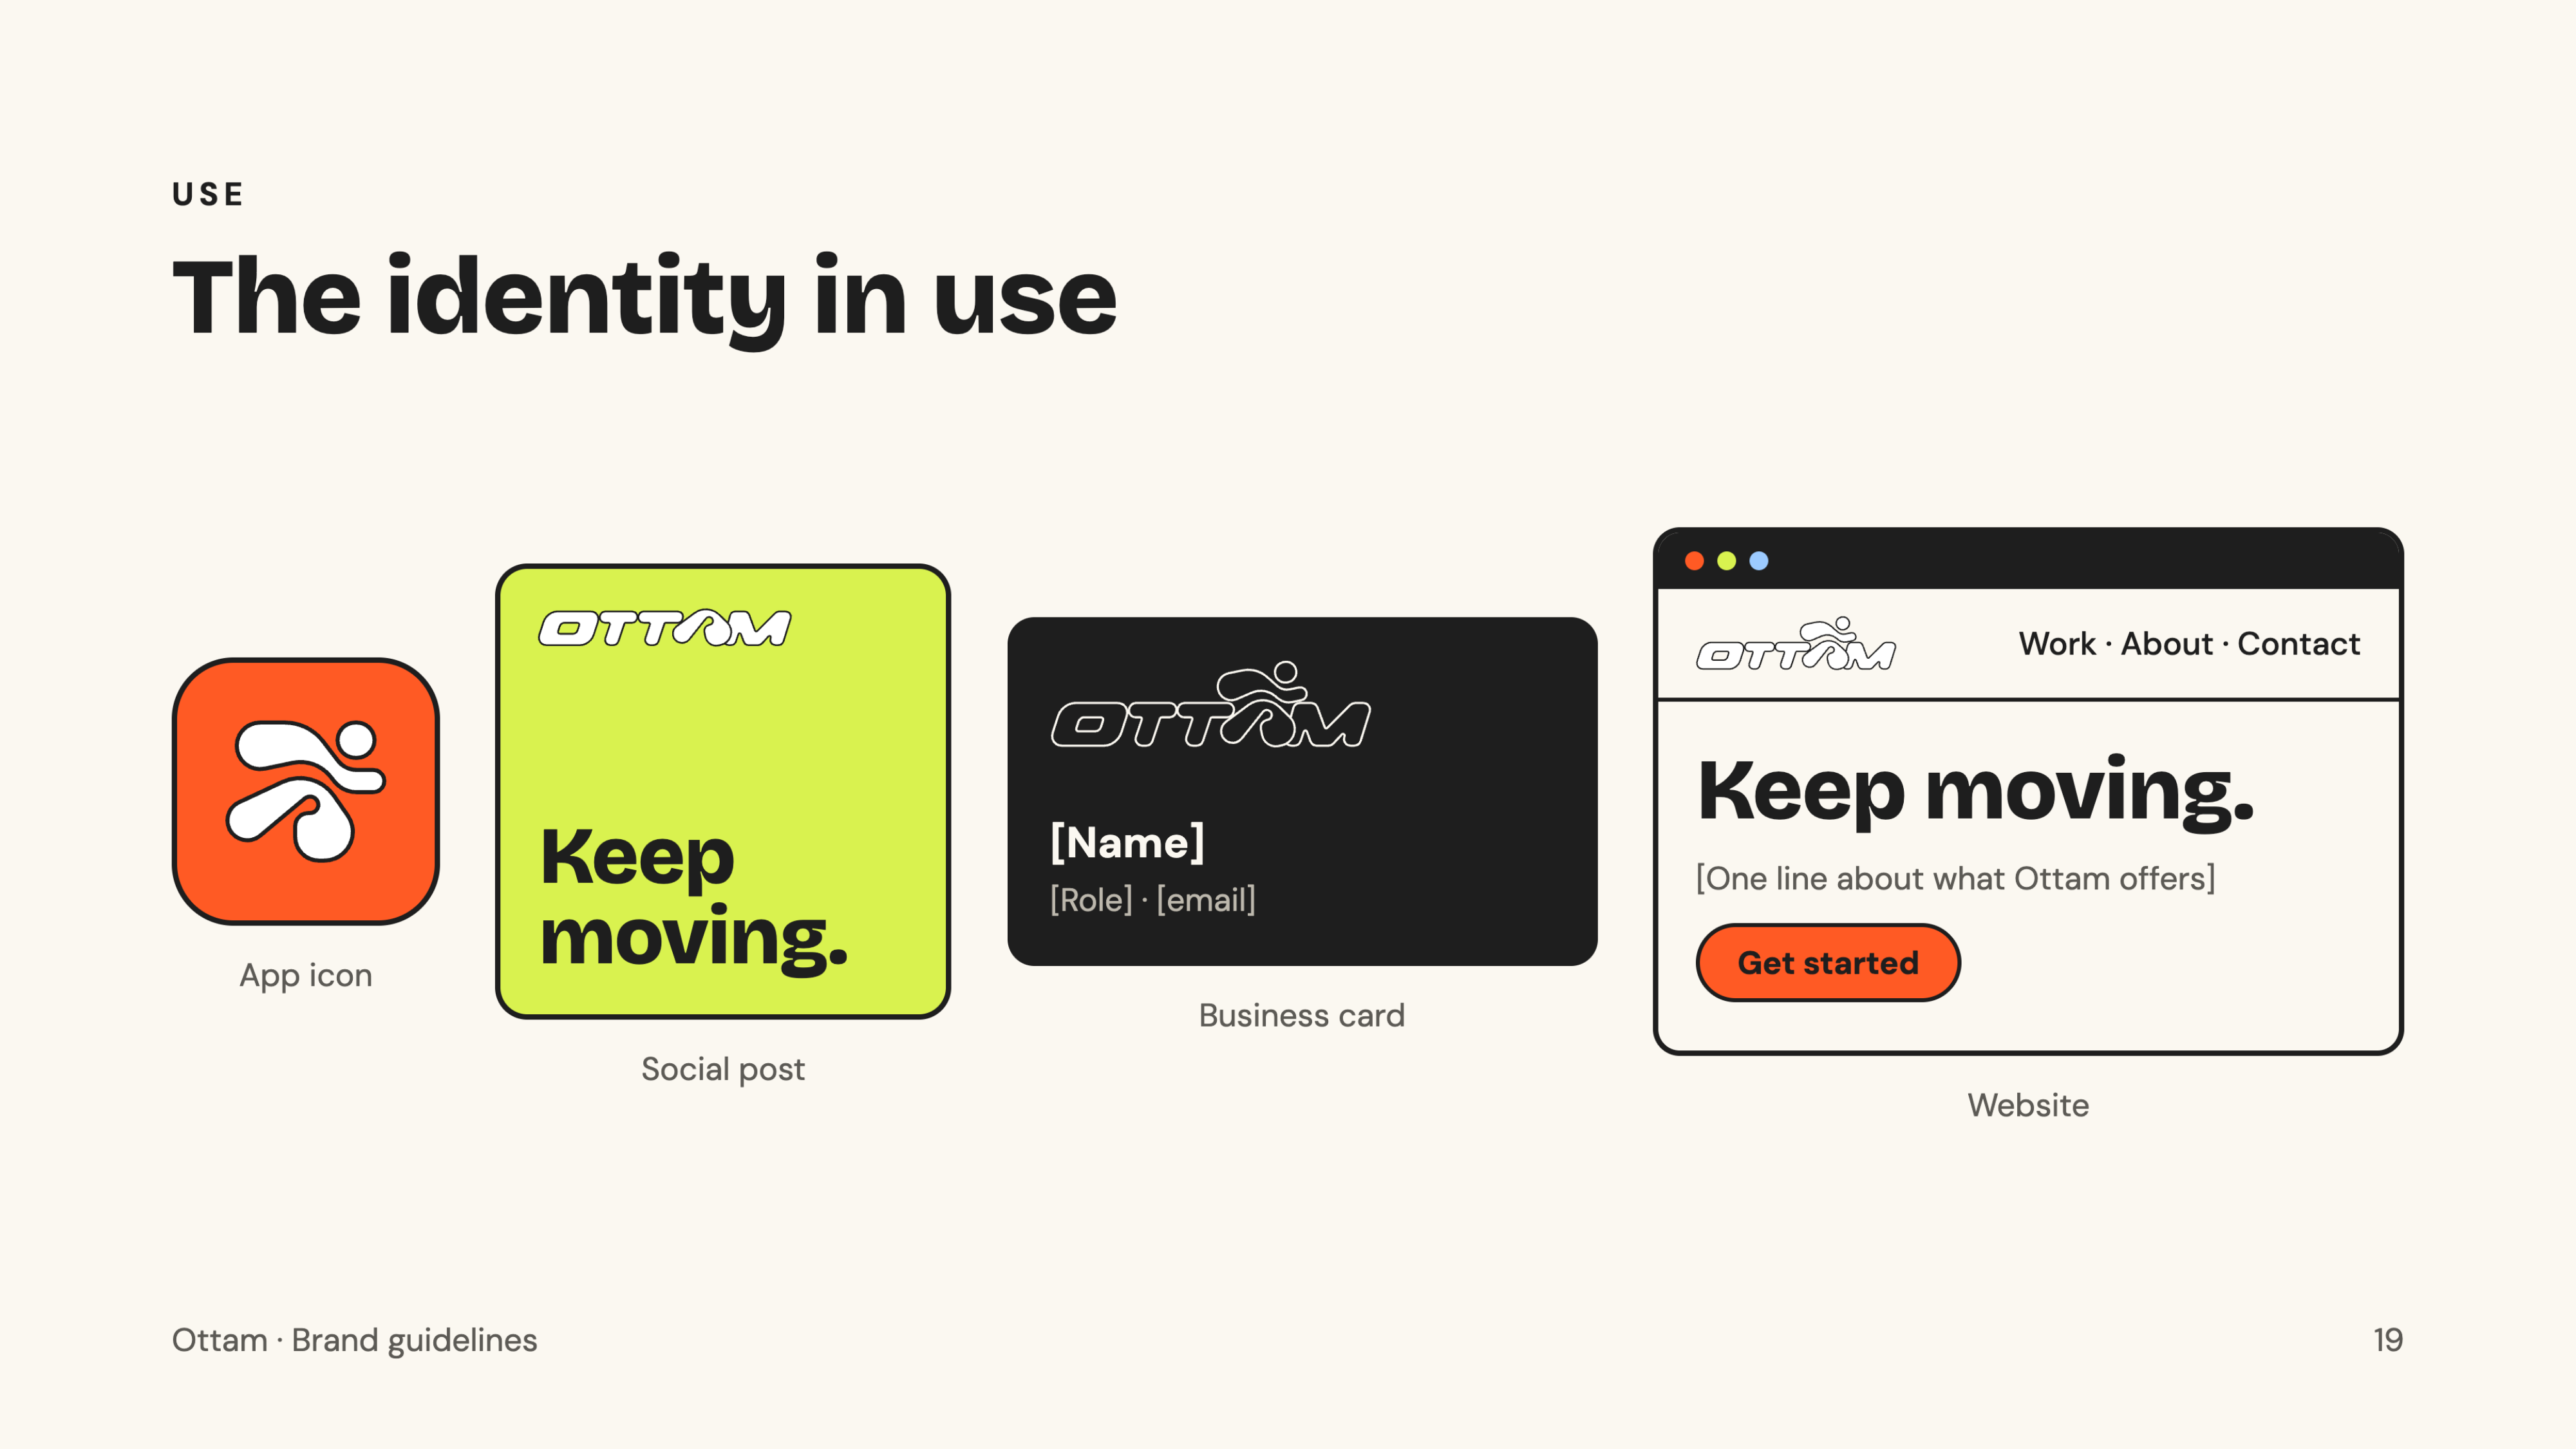 USE
The identity in use
App icon
OTTAM
Keep
moving.
Social post
OTTAM
[Name]
[Role] · [email]
Business card
OTTAM
Work · About · Contact
Keep moving.
[One line about what Ottam offers]
Get started
Website
Ottam · Brand guidelines
19